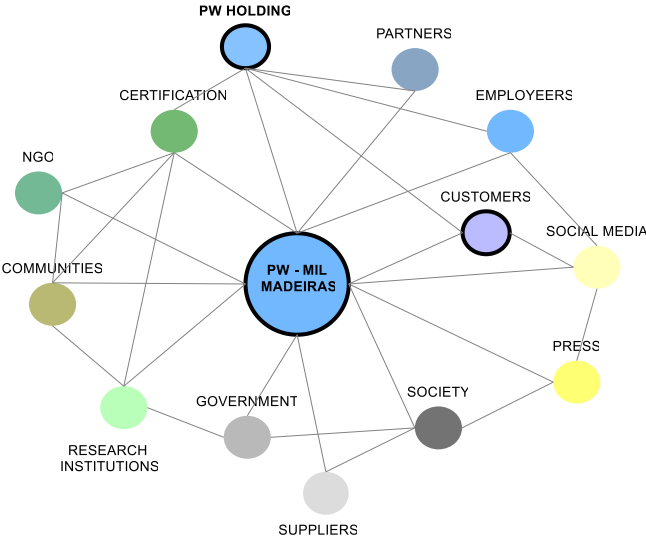 PW HOLDING
PARTNERS
CERTIFICATION
EMPLOYEERS
NGO
CUSTOMERS
SOCIAL MEDIA
COMMUNITIES
PW - MIL
MADEIRAS
PRESS
SOCIETY
GOVERNMENT
RESEARCH
INSTITUTIONS
SUPPLIERS